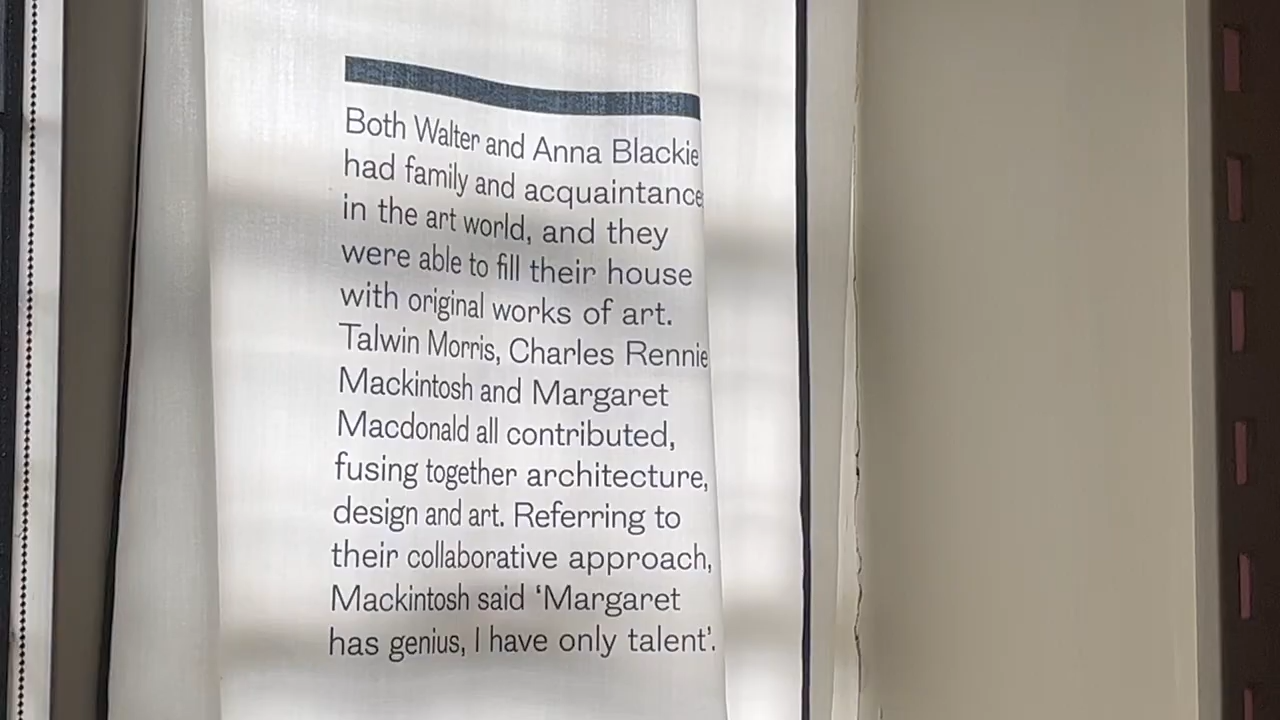 Both Walter and Anna Blackie
had family and acquaintances
in the art world, and they
were able to fill their house
with original works of art.
Talwin Morris, Charles Rennie
Mackintosh and Margaret
Macdonald all contributed,
fusing together architecture,
design and art. Referring to
their collaborative approach,
Mackintosh said ‘Margaret
has genius, I have only talent’.